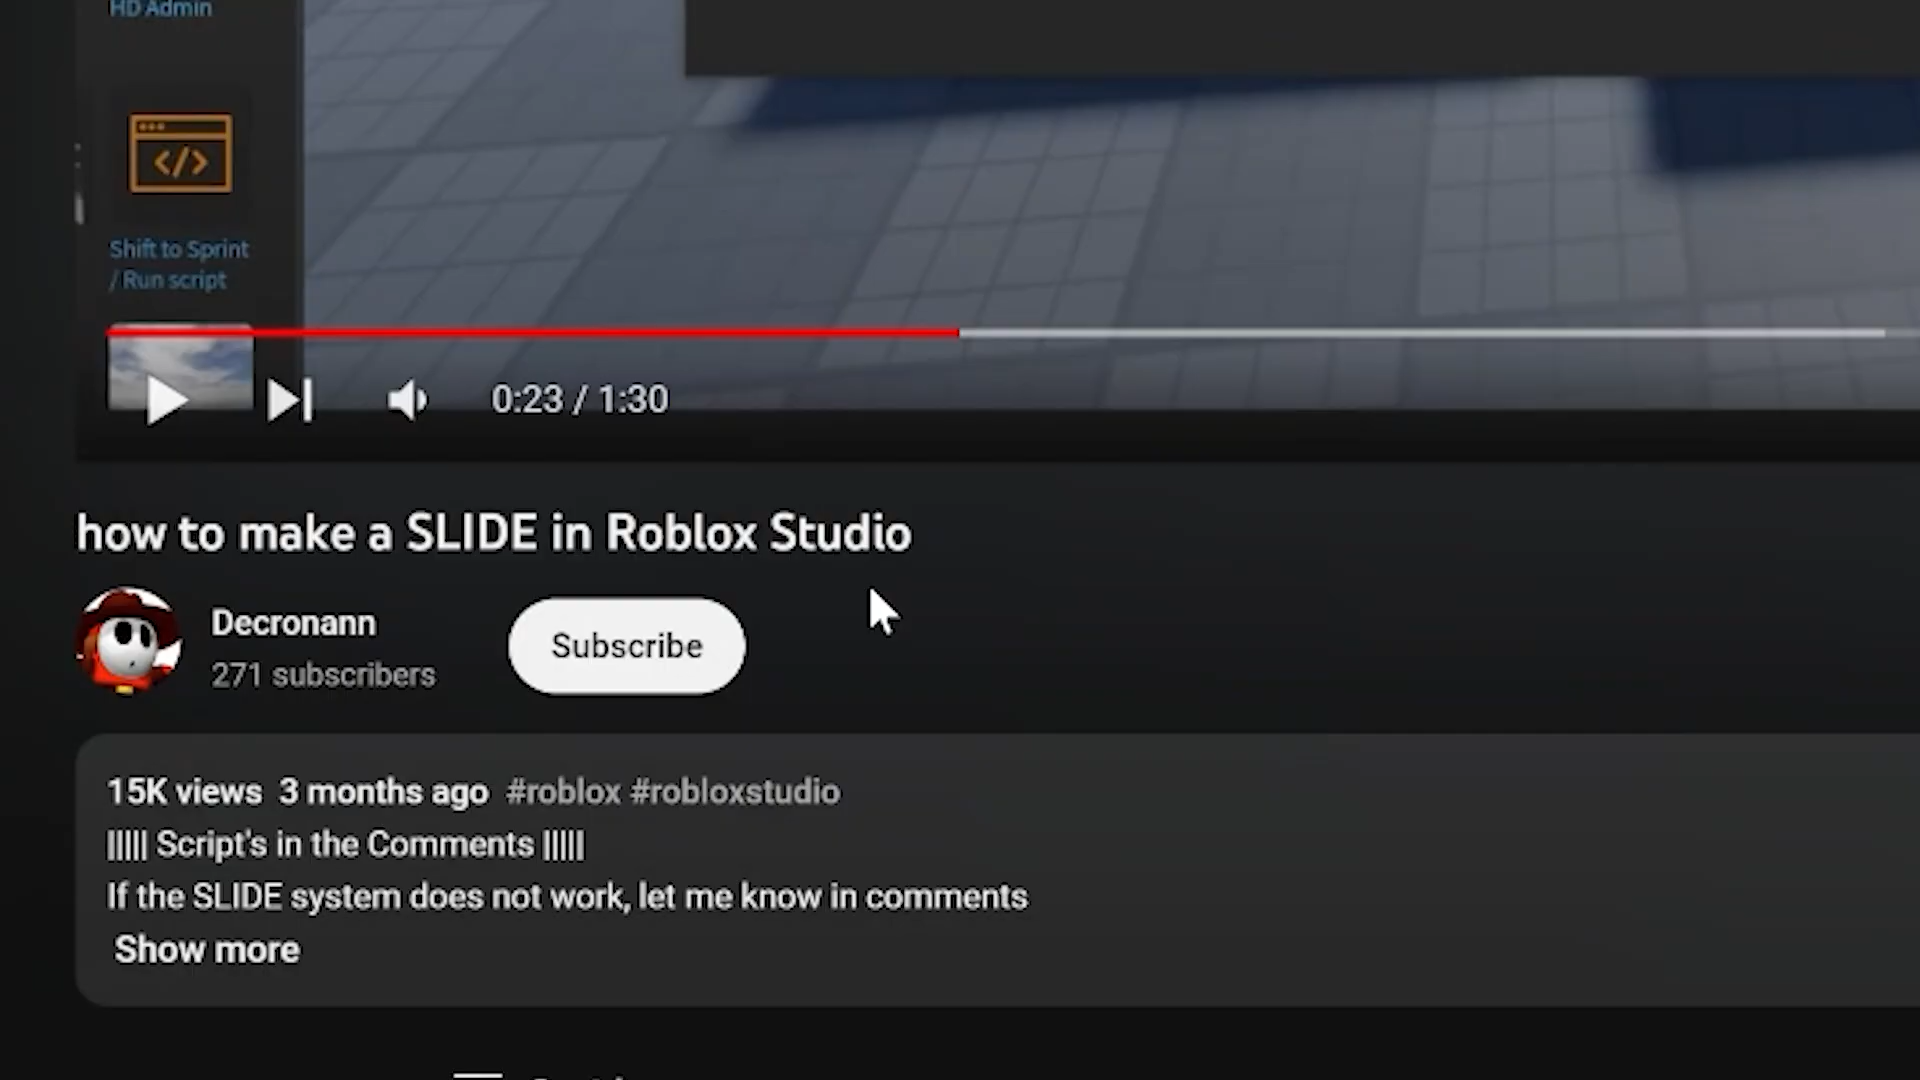 HD Admin
</>
Shift to Sprint
/ Run script
0:23 / 1:30
how to make a SLIDE in Roblox Studio
Decronann
271 subscribers
Subscribe
15K views 3 months ago #roblox #robloxstudio
||||| Script's in the Comments |||||
If the SLIDE system does not work, let me know in comments
Show more